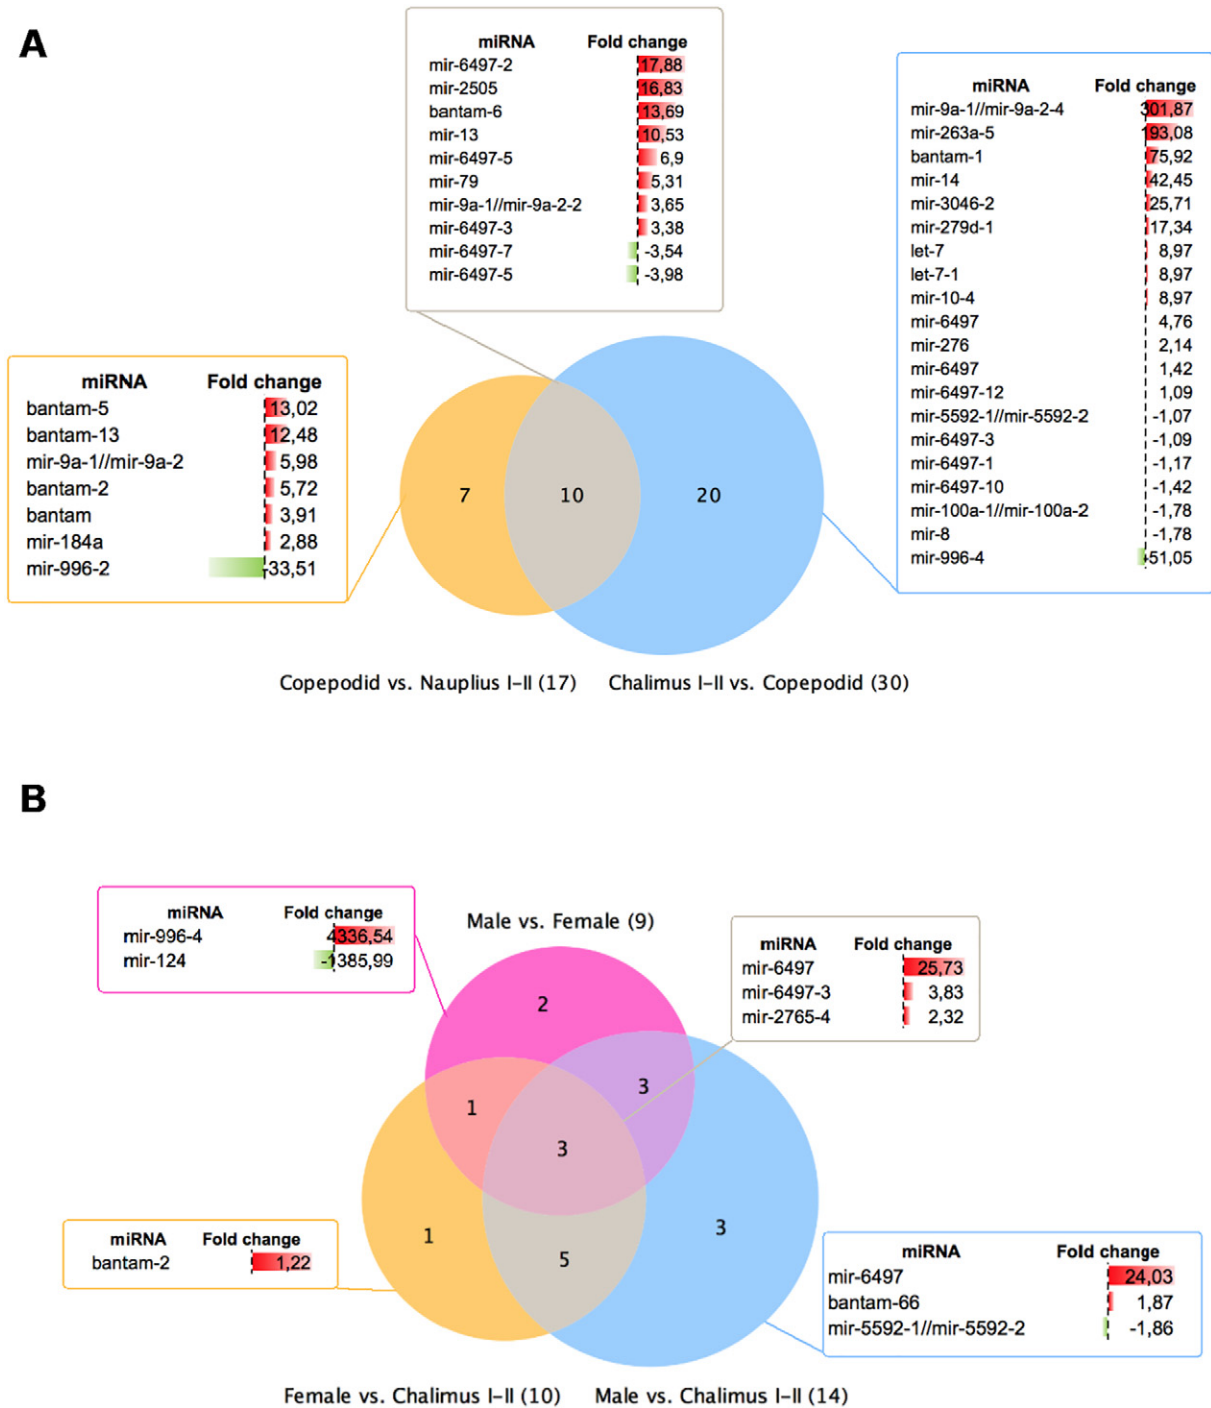 A
miRNA Fold change
mir-6497-2 17,88
mir-2505 16,83
bantam-6 13,69
mir-13 10,53
mir-6497-5 6,9
mir-79 5,31
mir-9a-1//mir-9a-2-2 3,65
mir-6497-3 3,38
mir-6497-7 -3,54
mir-6497-5 -3,98
miRNA Fold change
mir-9a-1//mir-9a-2-4 301,87
mir-263a-5 193,08
bantam-1 75,92
mir-14 42,45
mir-3046-2 25,71
mir-279d-1 17,34
let-7 8,97
let-7-1 8,97
mir-10-4 8,97
mir-6497 4,76
mir-276 2,14
mir-6497 1,42
mir-6497-12 1,09
mir-5592-1//mir-5592-2 -1,07
mir-6497-3 -1,09
mir-6497-1 -1,17
mir-6497-10 -1,42
mir-100a-1//mir-100a-2 -1,78
mir-8 -1,78
mir-996-4 -51,05
miRNA Fold change
bantam-5 13,02
bantam-13 12,48
mir-9a-1//mir-9a-2 5,98
bantam-2 5,72
bantam 3,91
mir-184a 2,88
mir-996-2 -33,51
7 10 20
Copepodid vs. Nauplius I-II (17) Chalimus I-II vs. Copepodid (30)
B
miRNA Fold change
mir-996-4 4336,54
mir-124 -1385,99
Male vs. Female (9)
miRNA Fold change
mir-6497 25,73
mir-6497-3 3,83
mir-2765-4 2,32
2
3
1
3
1
3
5
miRNA Fold change
bantam-2 1,22
miRNA Fold change
mir-6497 24,03
bantam-66 1,87
mir-5592-1//mir-5592-2 -1,86
Female vs. Chalimus I-II (10) Male vs. Chalimus I-II (14)